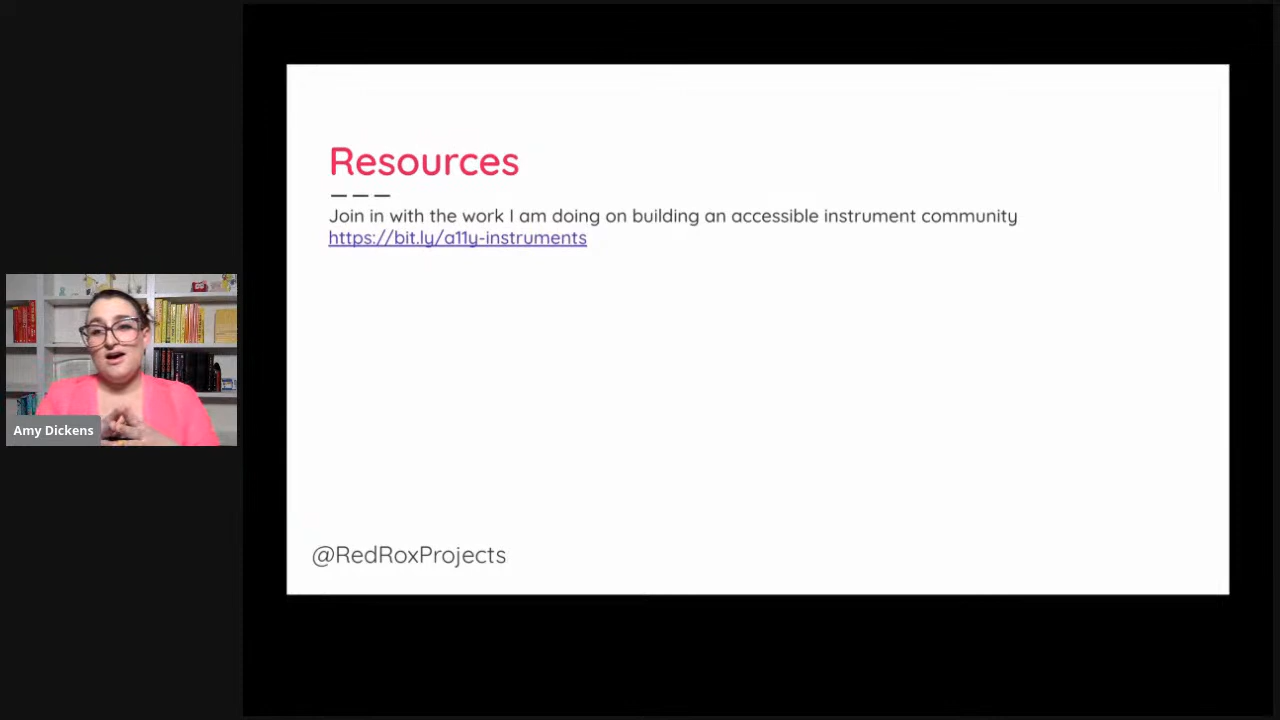 Resources
Join in with the work I am doing on building an accessible instrument community
https://bit.ly/a11y-instruments
Amy Dickens
@RedRoxProjects